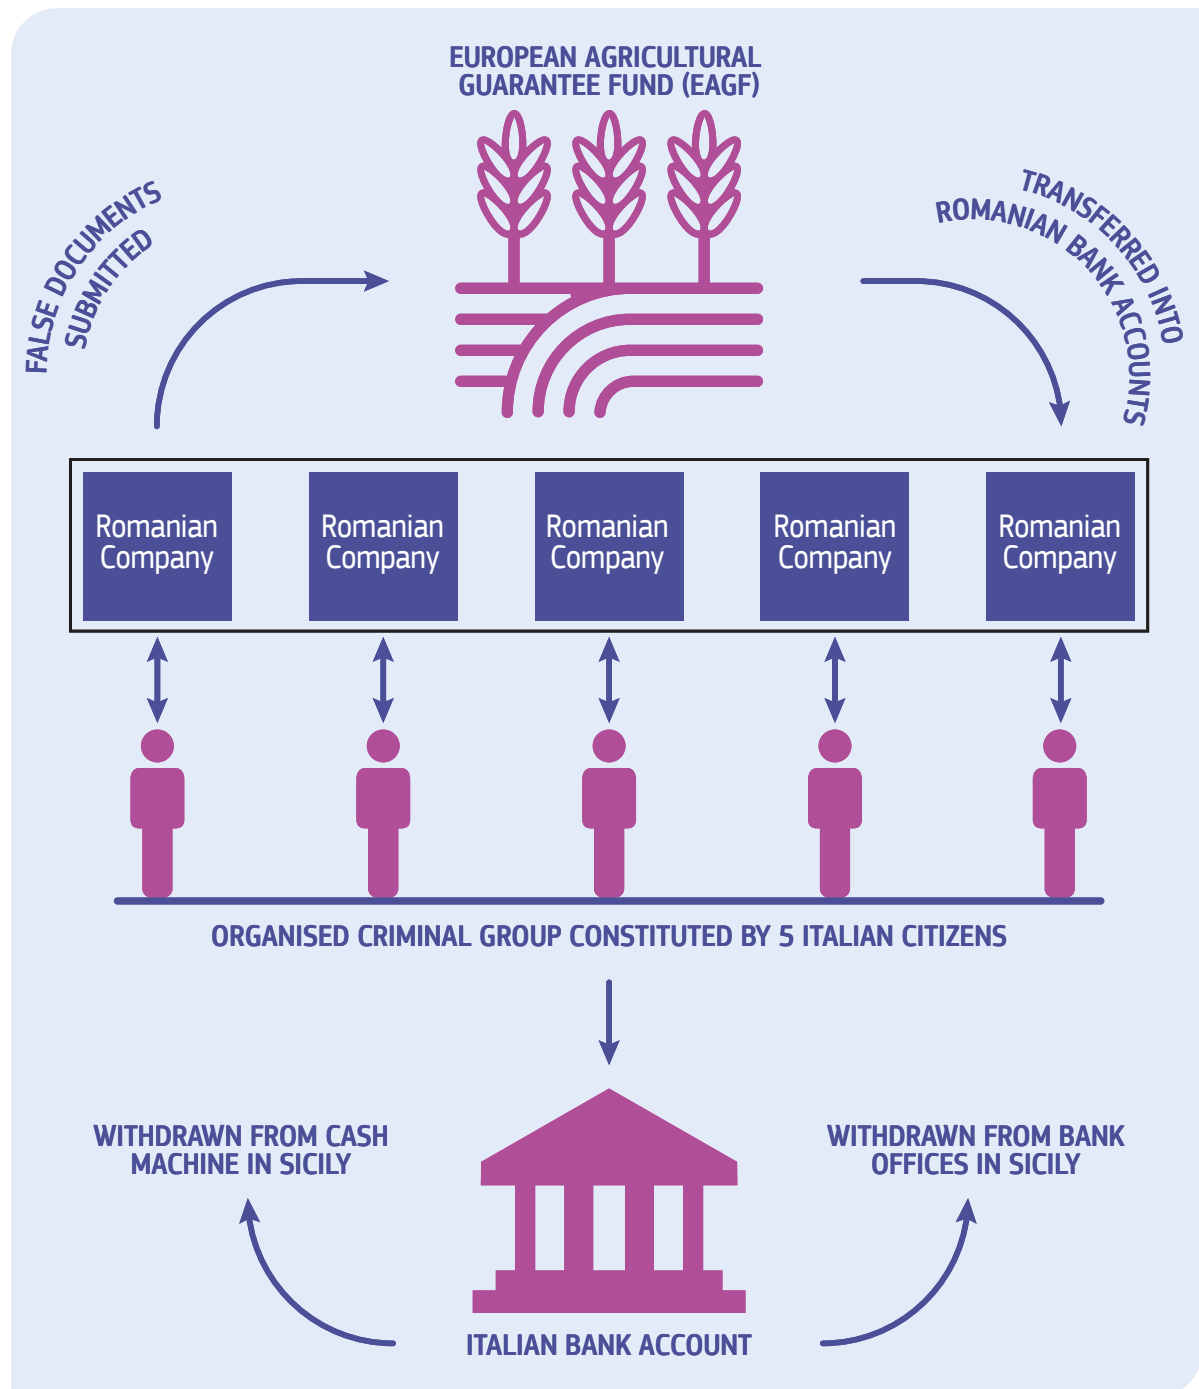 EUROPEAN AGRICULTURAL
GUARANTEE FUND (EAGF)
FALSE DOCUMENTS
SUBMITTED
TRANSFERRED INTO
ROMANIAN BANK ACCOUNTS
Romanian
Company
Romanian
Company
Romanian
Company
Romanian
Company
Romanian
Company
ORGANISED CRIMINAL GROUP CONSTITUTED BY 5 ITALIAN CITIZENS
WITHDRAWN FROM CASH
MACHINE IN SICILY
WITHDRAWN FROM BANK
OFFICES IN SICILY
ITALIAN BANK ACCOUNT